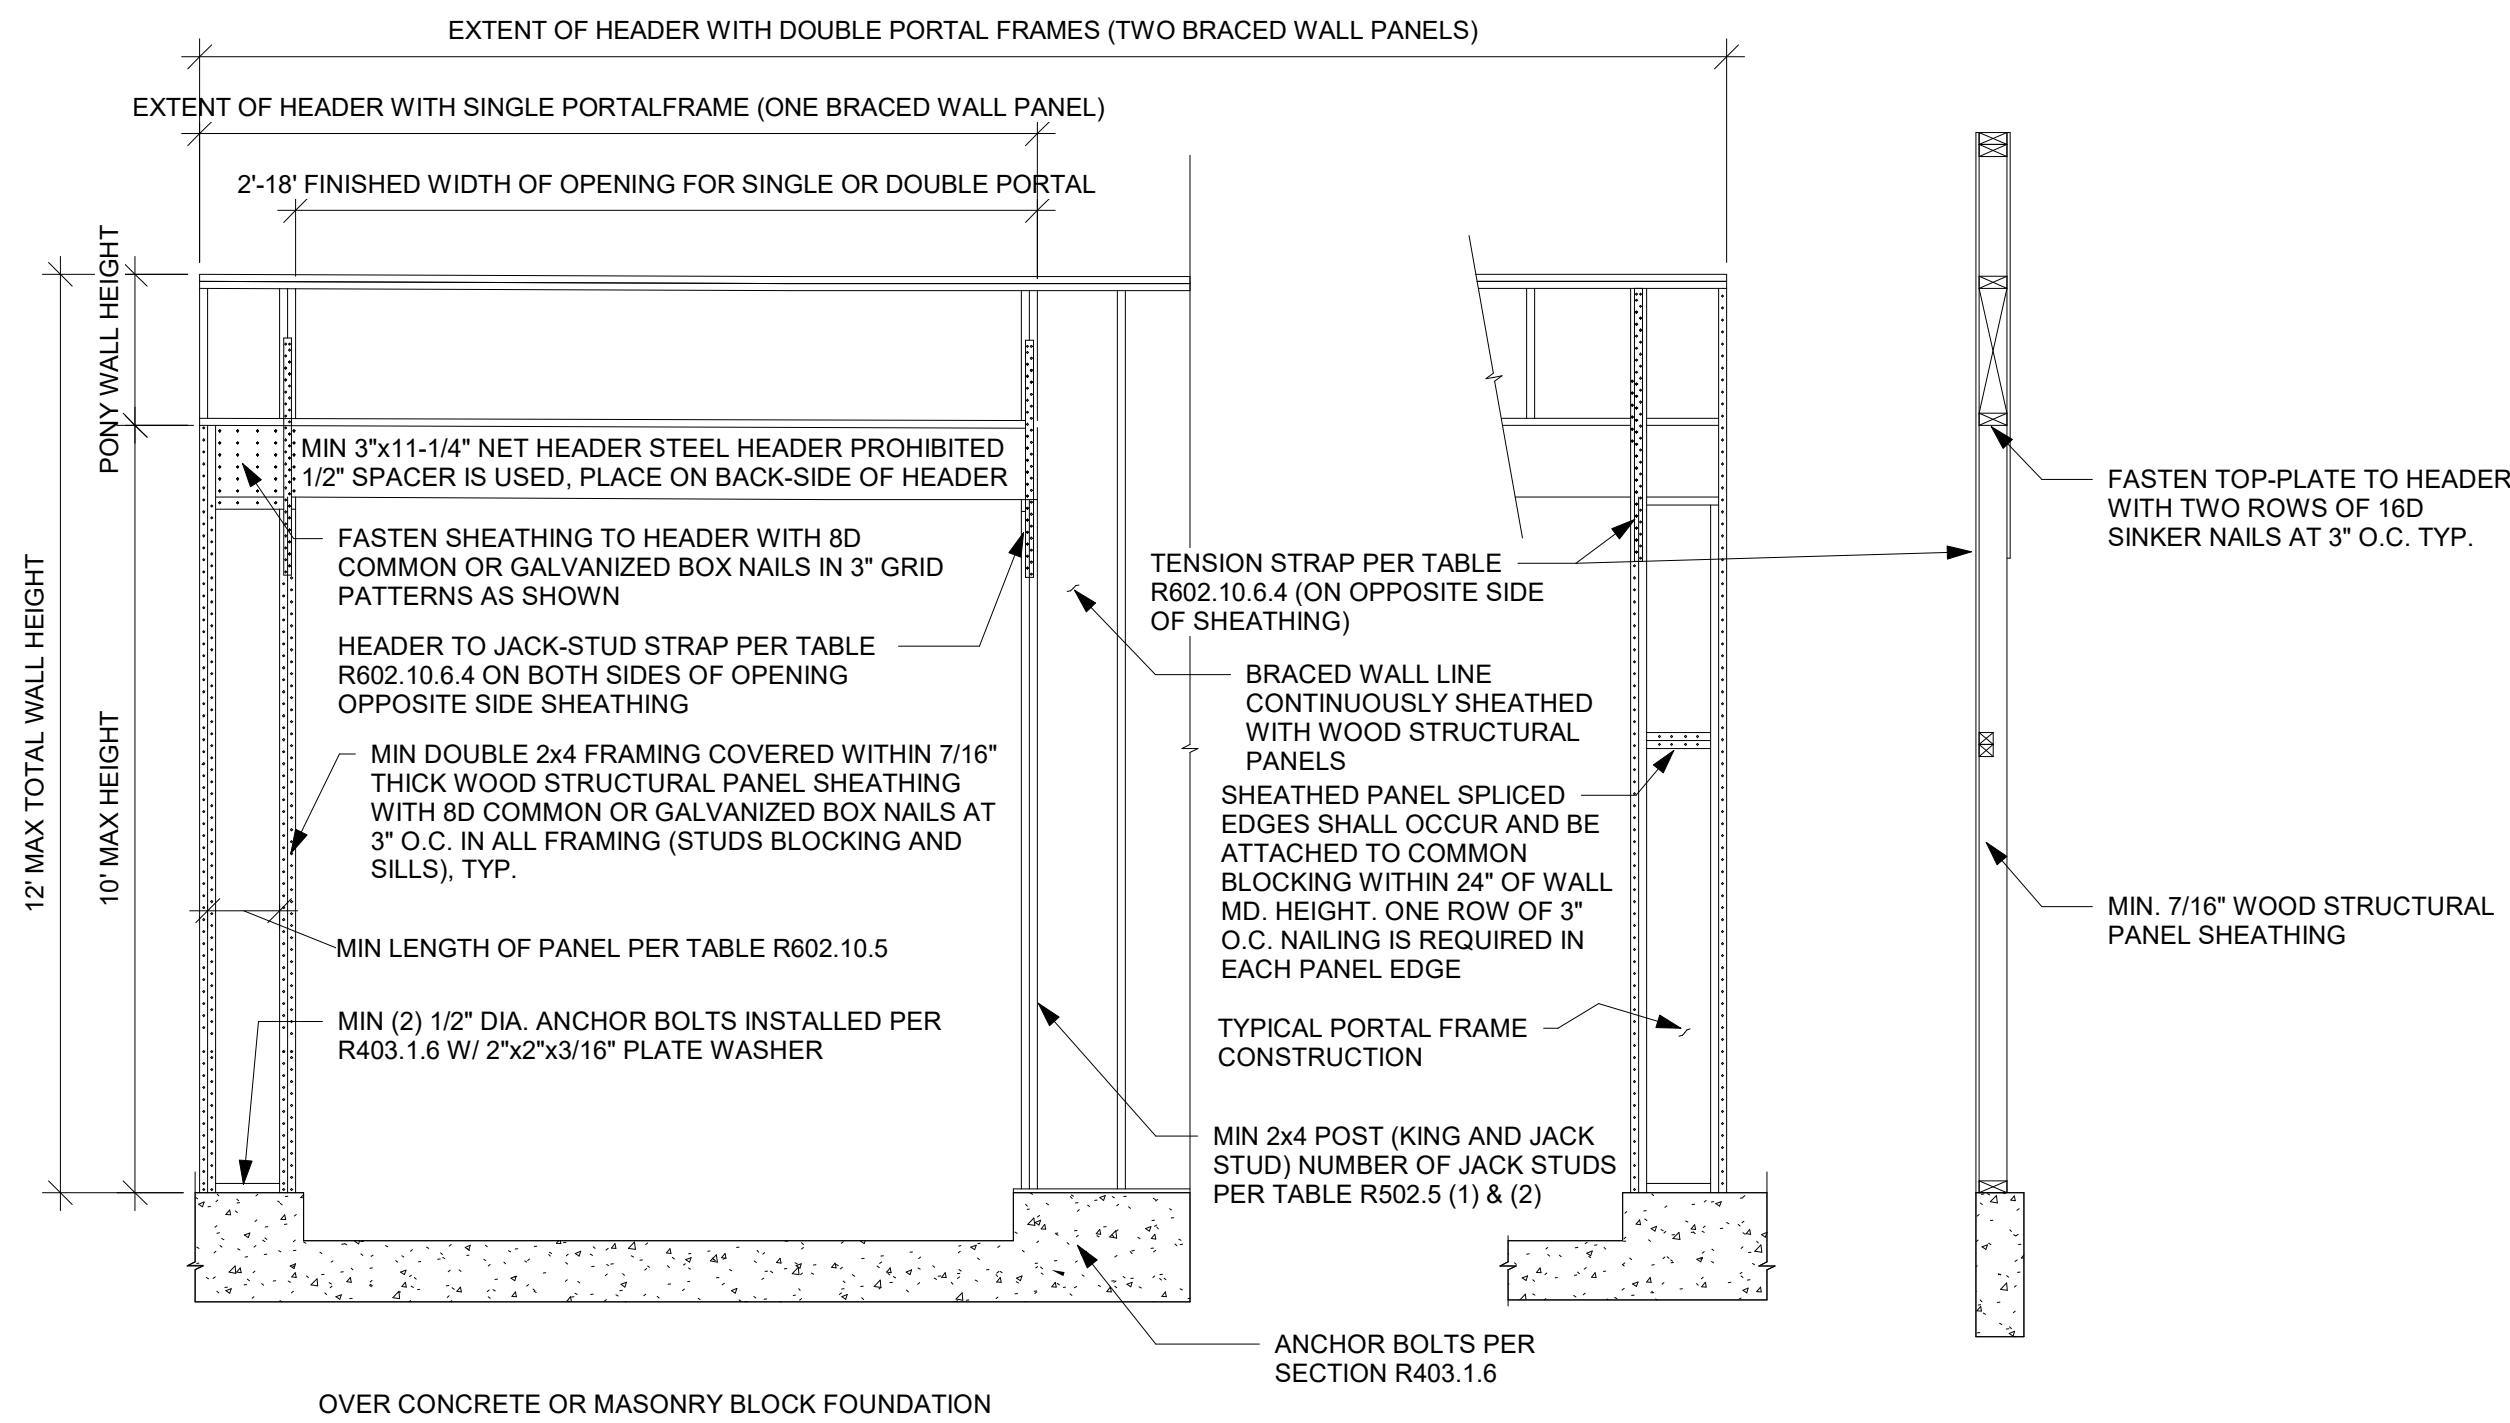 EXTENT OF HEADER WITH DOUBLE PORTAL FRAMES (TWO BRACED WALL PANELS)
EXTENT OF HEADER WITH SINGLE PORTALFRAME (ONE BRACED WALL PANEL)
2'-18' FINISHED WIDTH OF OPENING FOR SINGLE OR DOUBLE PORTAL
PONY WALL HEIGHT
12' MAX TOTAL WALL HEIGHT
10' MAX HEIGHT
MIN 3"x11-1/4" NET HEADER STEEL HEADER PROHIBITED
1/2" SPACER IS USED, PLACE ON BACK-SIDE OF HEADER
FASTEN SHEATHING TO HEADER WITH 8D
COMMON OR GALVANIZED BOX NAILS IN 3" GRID
PATTERNS AS SHOWN
HEADER TO JACK-STUD STRAP PER TABLE
R602.10.6.4 ON BOTH SIDES OF OPENING
OPPOSITE SIDE SHEATHING
MIN DOUBLE 2x4 FRAMING COVERED WITHIN 7/16"
THICK WOOD STRUCTURAL PANEL SHEATHING
WITH 8D COMMON OR GALVANIZED BOX NAILS AT
3" O.C. IN ALL FRAMING (STUDS BLOCKING AND
SILLS), TYP.
MIN LENGTH OF PANEL PER TABLE R602.10.5
MIN (2) 1/2" DIA. ANCHOR BOLTS INSTALLED PER
R403.1.6 W/ 2"x2"x3/16" PLATE WASHER
TENSION STRAP PER TABLE
R602.10.6.4 (ON OPPOSITE SIDE
OF SHEATHING)
BRACED WALL LINE
CONTINUOUSLY SHEATHED
WITH WOOD STRUCTURAL
PANELS
SHEATHED PANEL SPLICED
EDGES SHALL OCCUR AND BE
ATTACHED TO COMMON
BLOCKING WITHIN 24" OF WALL
MD. HEIGHT. ONE ROW OF 3"
O.C. NAILING IS REQUIRED IN
EACH PANEL EDGE
TYPICAL PORTAL FRAME
CONSTRUCTION
MIN 2x4 POST (KING AND JACK
STUD) NUMBER OF JACK STUDS
PER TABLE R502.5 (1) & (2)
ANCHOR BOLTS PER
SECTION R403.1.6
FASTEN TOP-PLATE TO HEADER
WITH TWO ROWS OF 16D
SINKER NAILS AT 3" O.C. TYP.
MIN. 7/16" WOOD STRUCTURAL
PANEL SHEATHING
OVER CONCRETE OR MASONRY BLOCK FOUNDATION